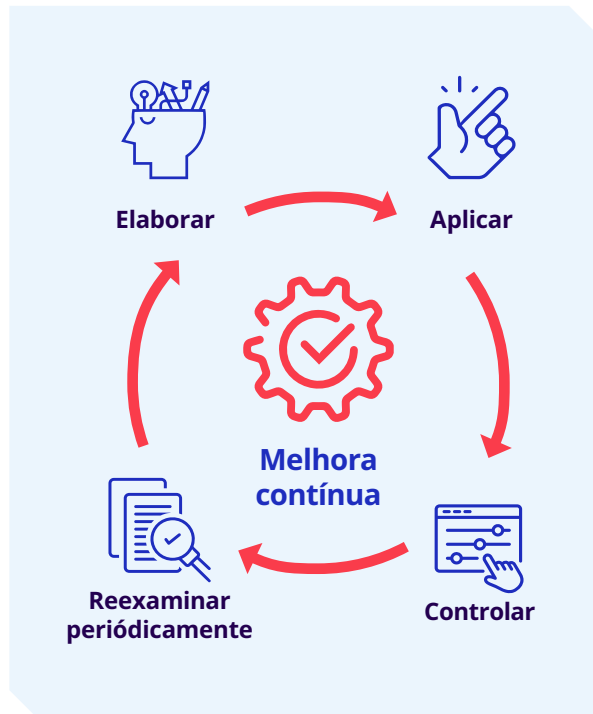 Elaborar
Aplicar
Melhora
contínua
Reexaminar
periódicamente
Controlar